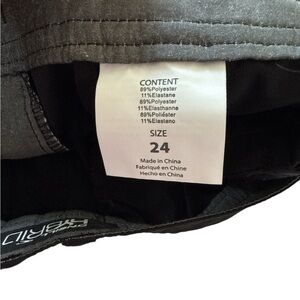 CONTENT
89%Polyester
11%Elastane
89%Polyester
11%Elasthanne
89%Poliéster
11%Elastano
SIZE
24
Made in China
Fabriqué en Chine
Hecho en China